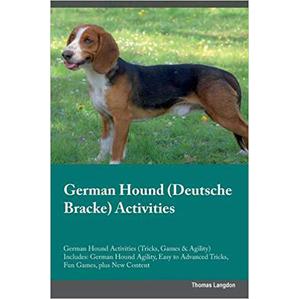 German Hound (Deutsche
Bracke) Activities
German Hound Activities (Tricks, Games & Agility)
Includes: German Hound Agility, Easy to Advanced Tricks,
Fun Games, plus New Content
Thomas Langdon